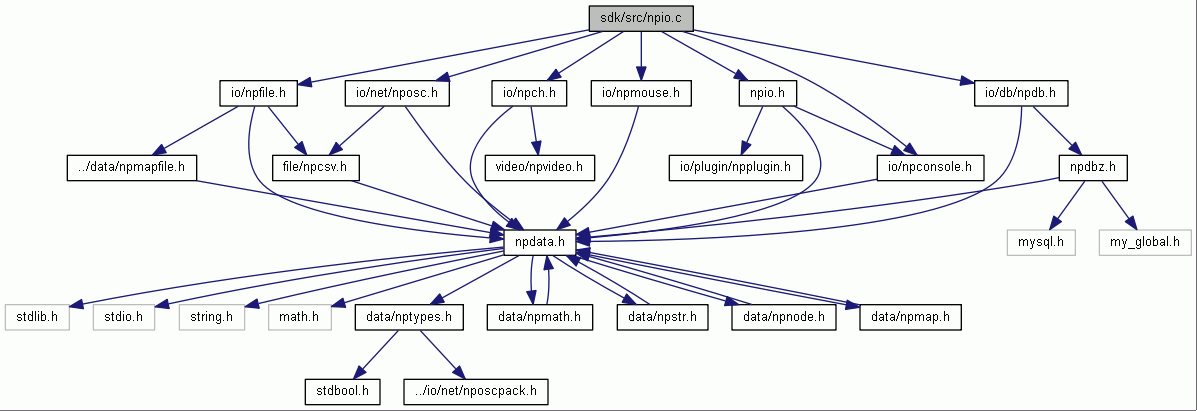 sdk/src/npio.c
io/npfile.h
io/net/nposc.h
io/npch.h
io/npmouse.h
npio.h
io/db/npdb.h
../data/npmapfile.h
file/npcsv.h
video/npvideo.h
io/plugin/npplugin.h
io/npconsole.h
npdbz.h
npdata.h
mysql.h
my_global.h
stdlib.h
stdio.h
string.h
math.h
data/nptypes.h
data/npmath.h
data/npstr.h
data/npnode.h
data/npmap.h
stdbool.h
../io/net/nposcpack.h